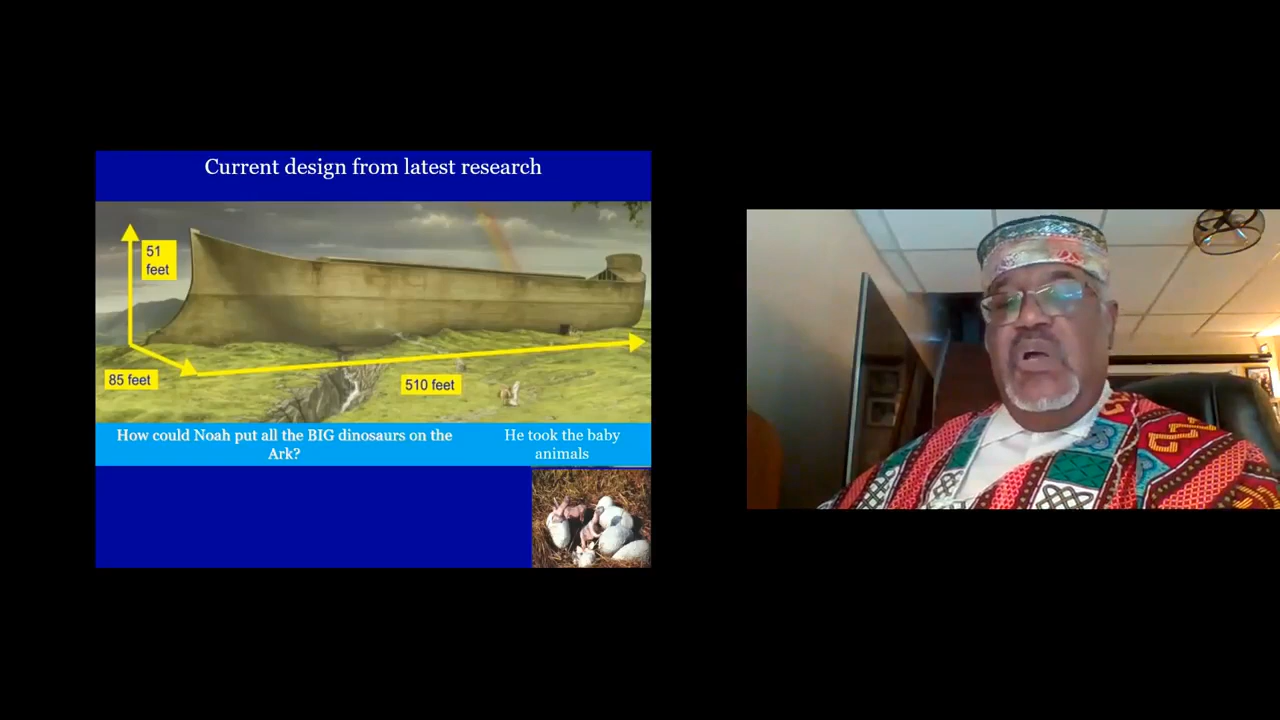 Current design from latest research
51
feet
85 feet
510 feet
How could Noah put all the BIG dinosaurs on the
Ark?
He took the baby
animals